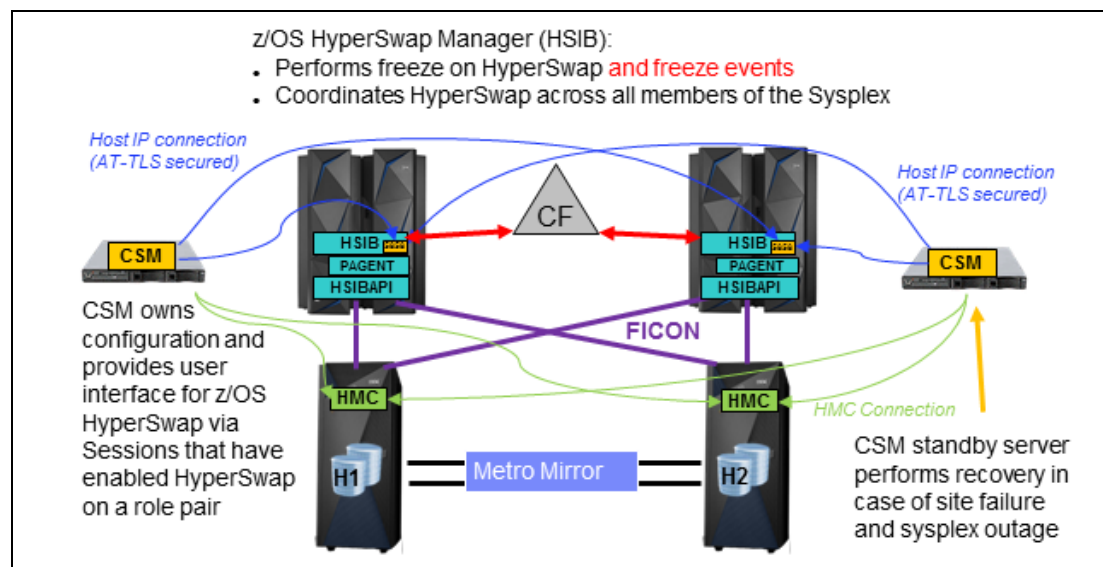 z/OS HyperSwap Manager (HSIB):
• Performs freeze on HyperSwap and freeze events
• Coordinates HyperSwap across all members of the Sysplex
Host IP connection
(AT-TLS secured)
Host IP connection
(AT-TLS secured)
CF
HSIB
HSIB
CSM
CSM
PAGENT
PAGENT
HSIBAPI
HSIBAPI
CSM owns
configuration and
provides user
interface for z/OS
HyperSwap via
Sessions that have
enabled HyperSwap
on a role pair
FICON
HMC
HMC
HMC Connection
H1
Metro Mirror
H2
CSM standby server
performs recovery in
case of site failure
and sysplex outage